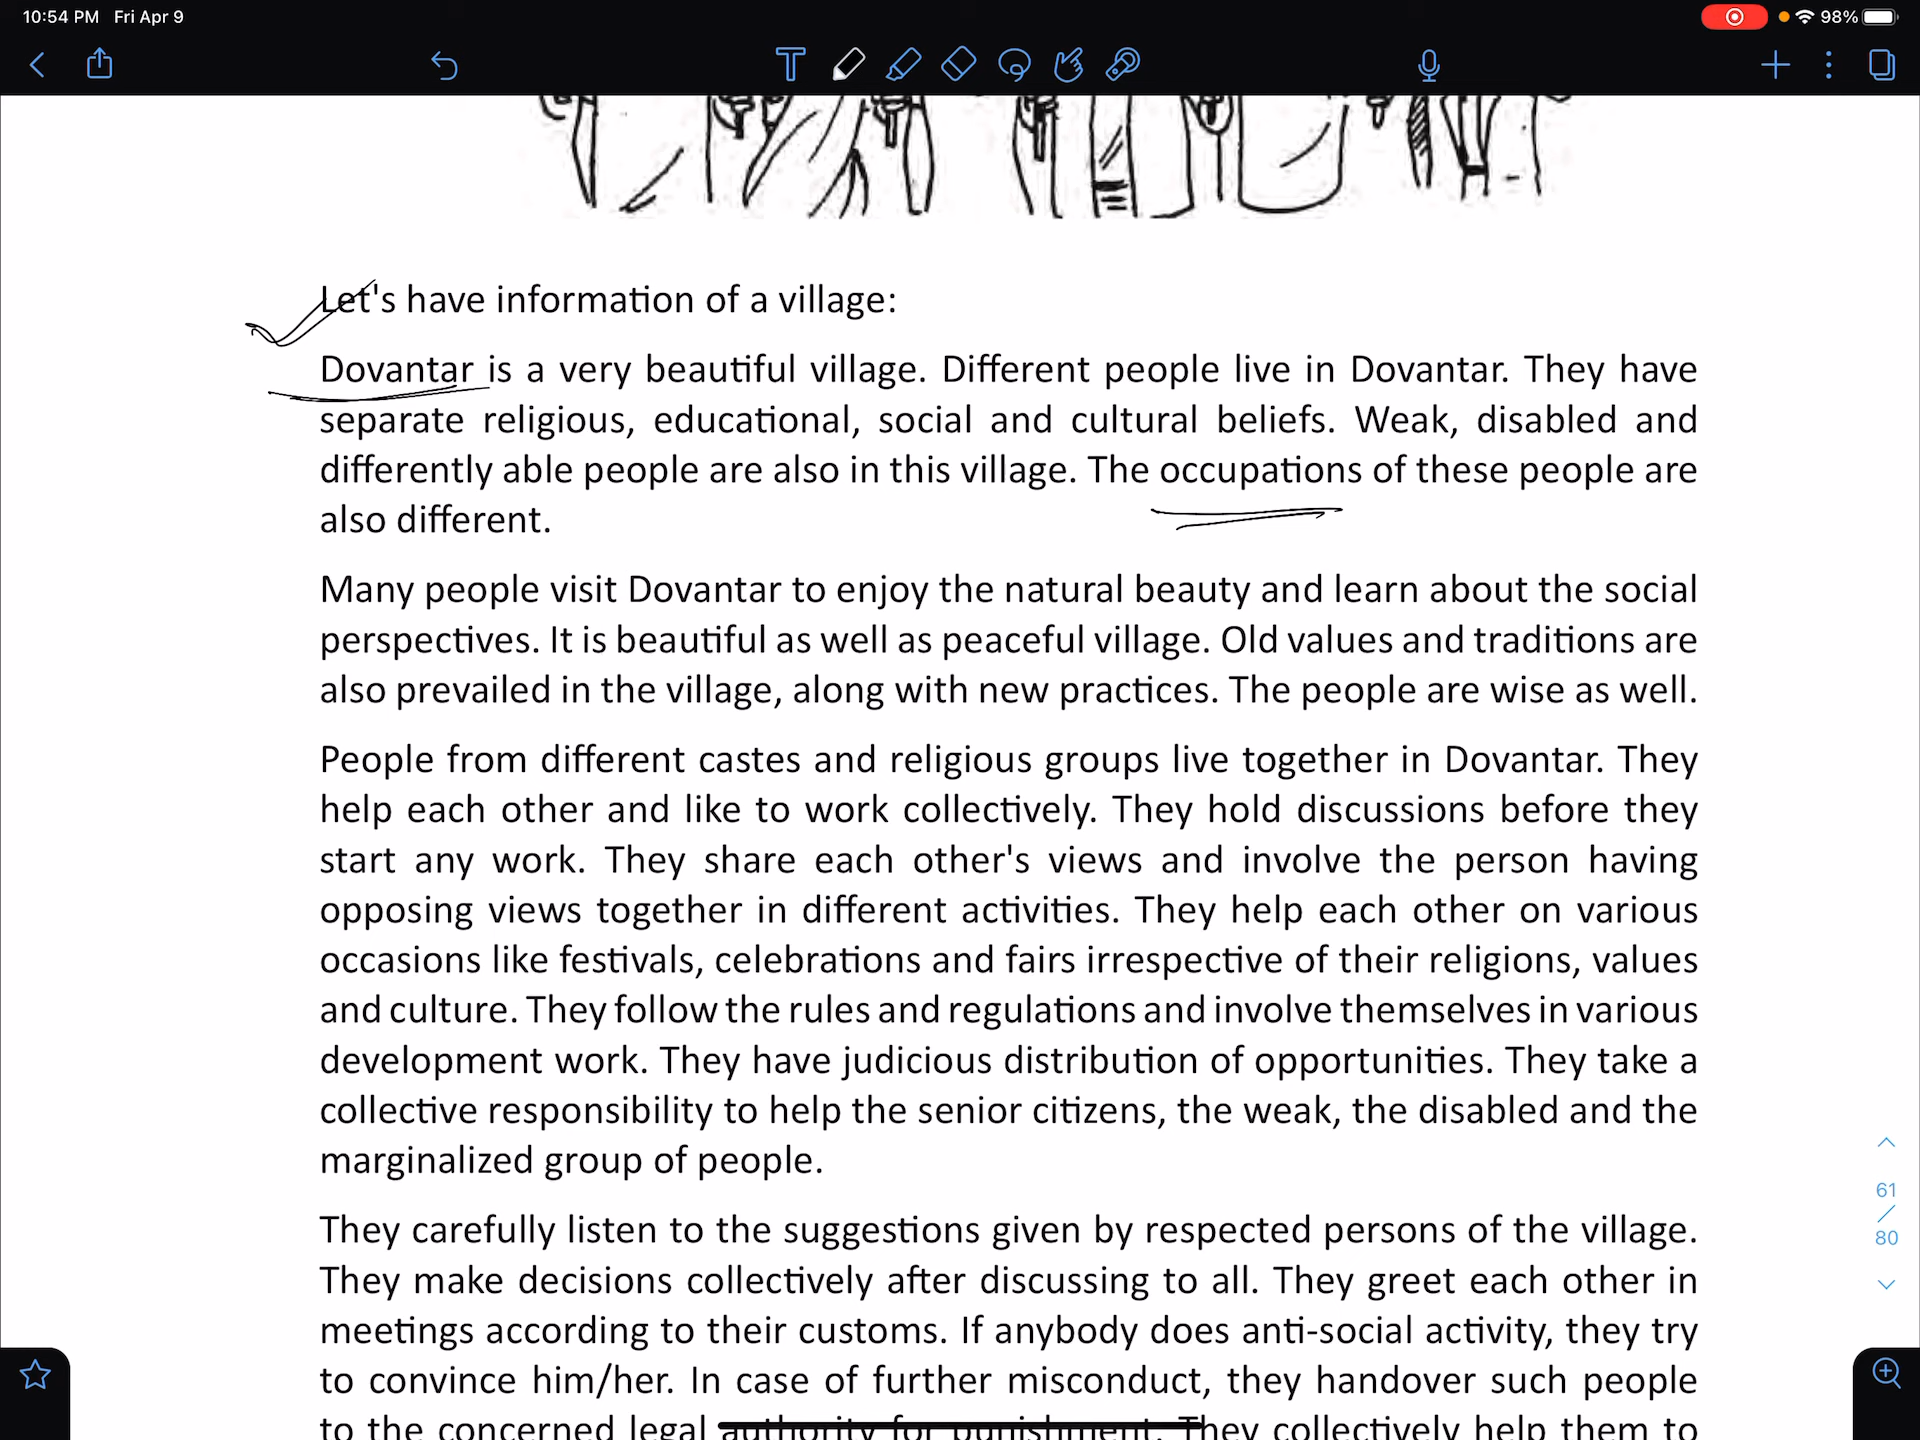 10:54 PM Fri Apr 9
98%
Let's have information of a village:
Dovantar is a very beautiful village. Different people live in Dovantar. They have
separate religious, educational, social and cultural beliefs. Weak, disabled and
differently able people are also in this village. The occupations of these people are
also different.
Many people visit Dovantar to enjoy the natural beauty and learn about the social
perspectives. It is beautiful as well as peaceful village. Old values and traditions are
also prevailed in the village, along with new practices. The people are wise as well.
People from different castes and religious groups live together in Dovantar. They
help each other and like to work collectively. They hold discussions before they
start any work. They share each other's views and involve the person having
opposing views together in different activities. They help each other on various
occasions like festivals, celebrations and fairs irrespective of their religions, values
and culture. They follow the rules and regulations and involve themselves in various
development work. They have judicious distribution of opportunities. They take a
collective responsibility to help the senior citizens, the weak, the disabled and the
marginalized group of people.
They carefully listen to the suggestions given by respected persons of the village.
They make decisions collectively after discussing to all. They greet each other in
meetings according to their customs. If anybody does anti-social activity, they try
to convince him/her. In case of further misconduct, they handover such people
to the concerned legal authority for punishment. They collectively help them to
61
/
80